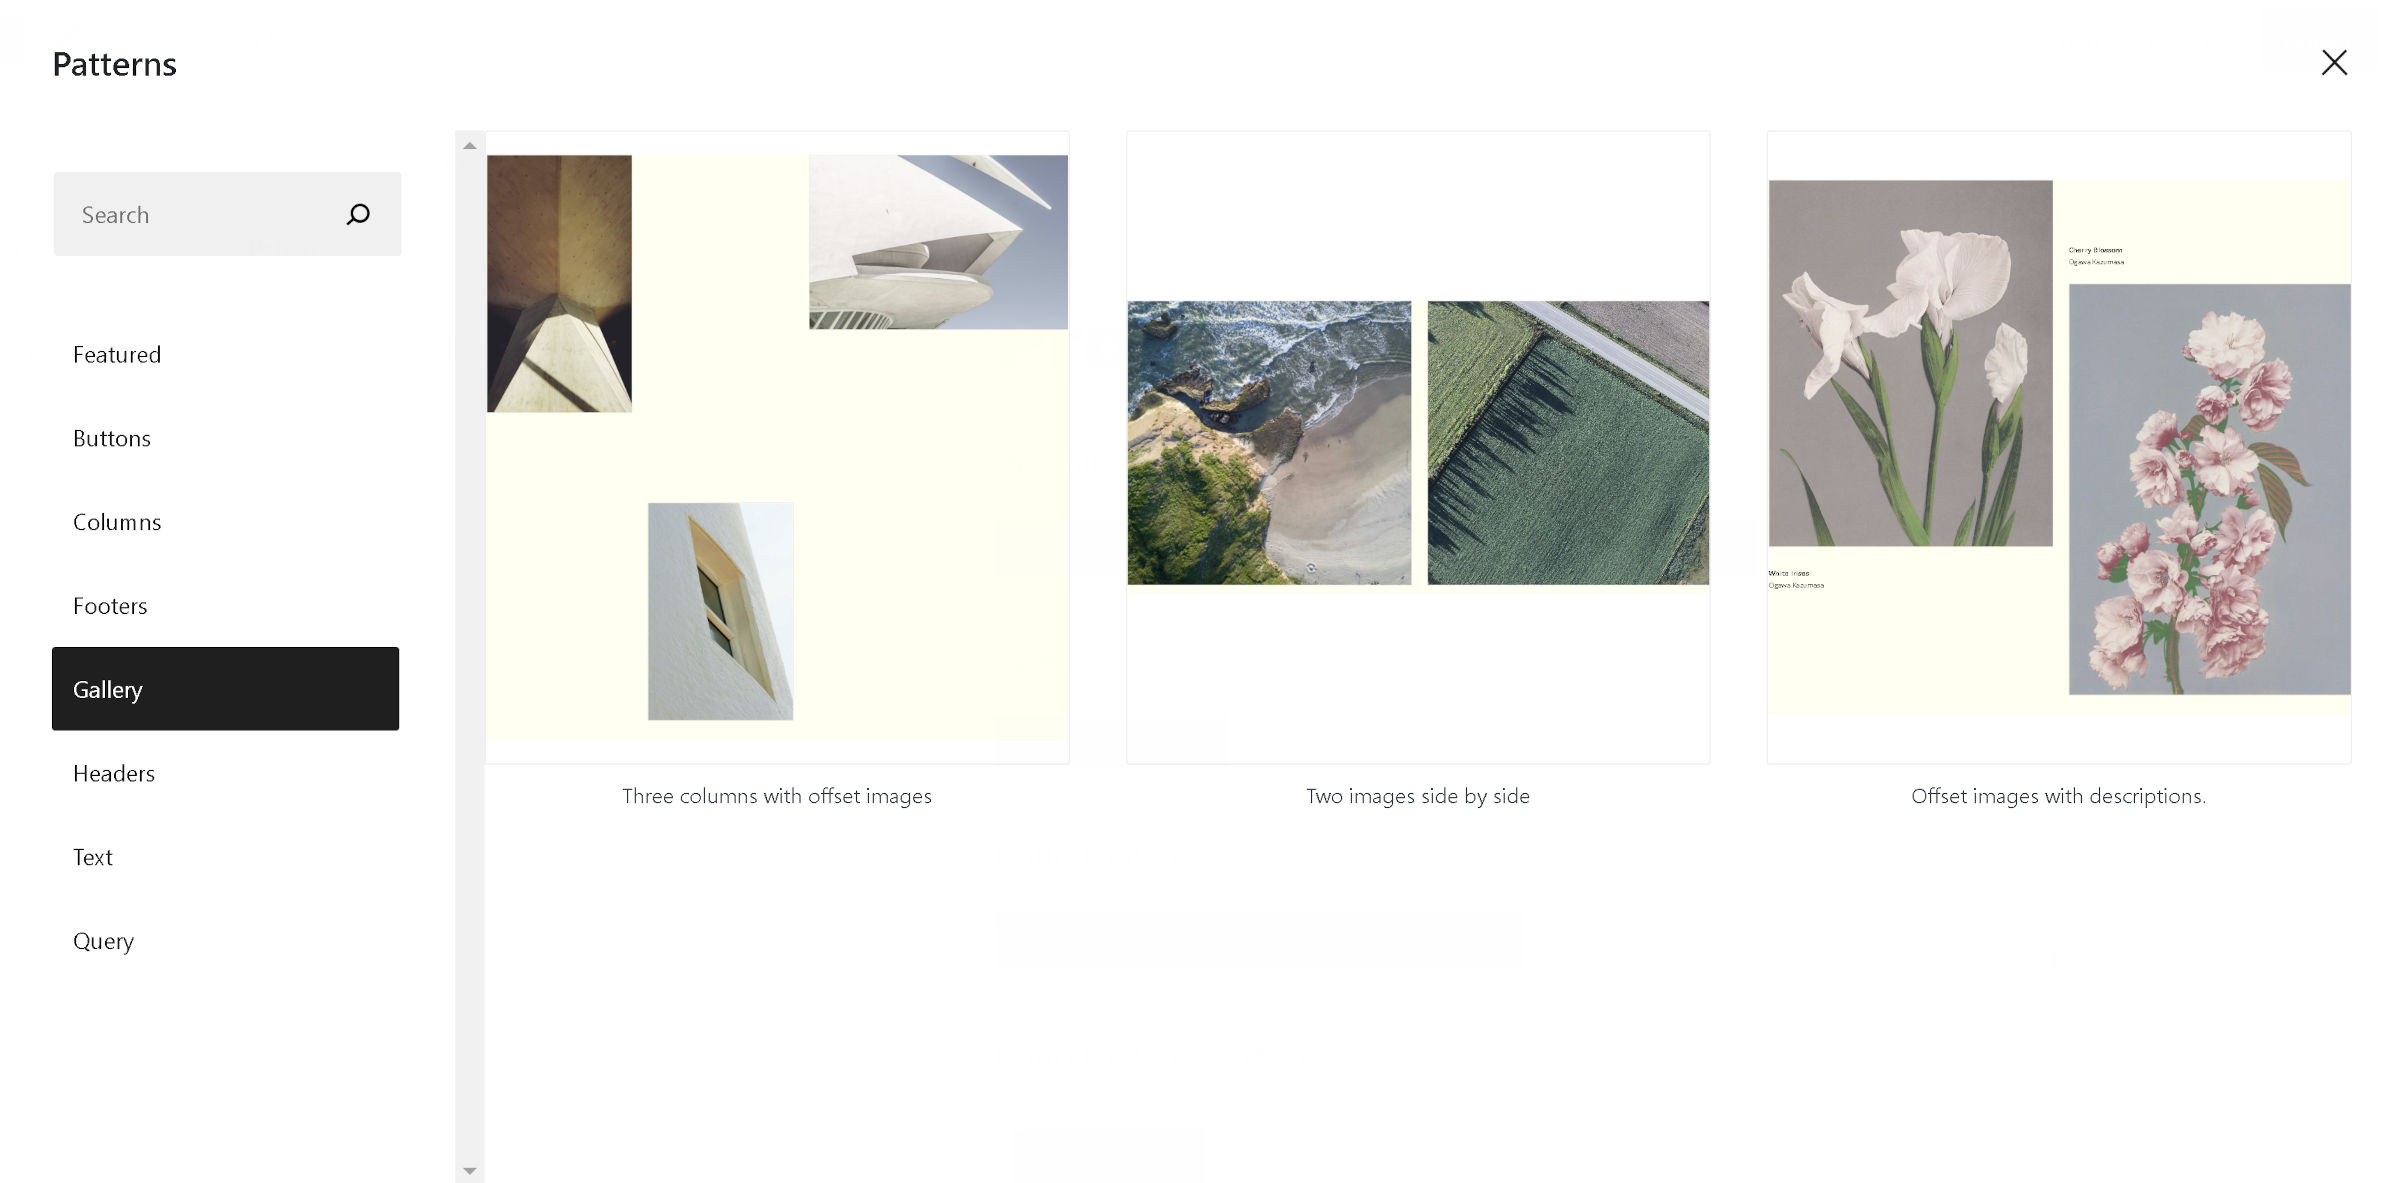 Patterns
Search
Featured
Buttons
Columns
Footers
Gallery
Headers
Text
Query
Three columns with offset images
Two images side by side
Cherry Blossom
Ogawa Kazumasa
White Irises
Ogawa Kazumasa
Offset images with descriptions.